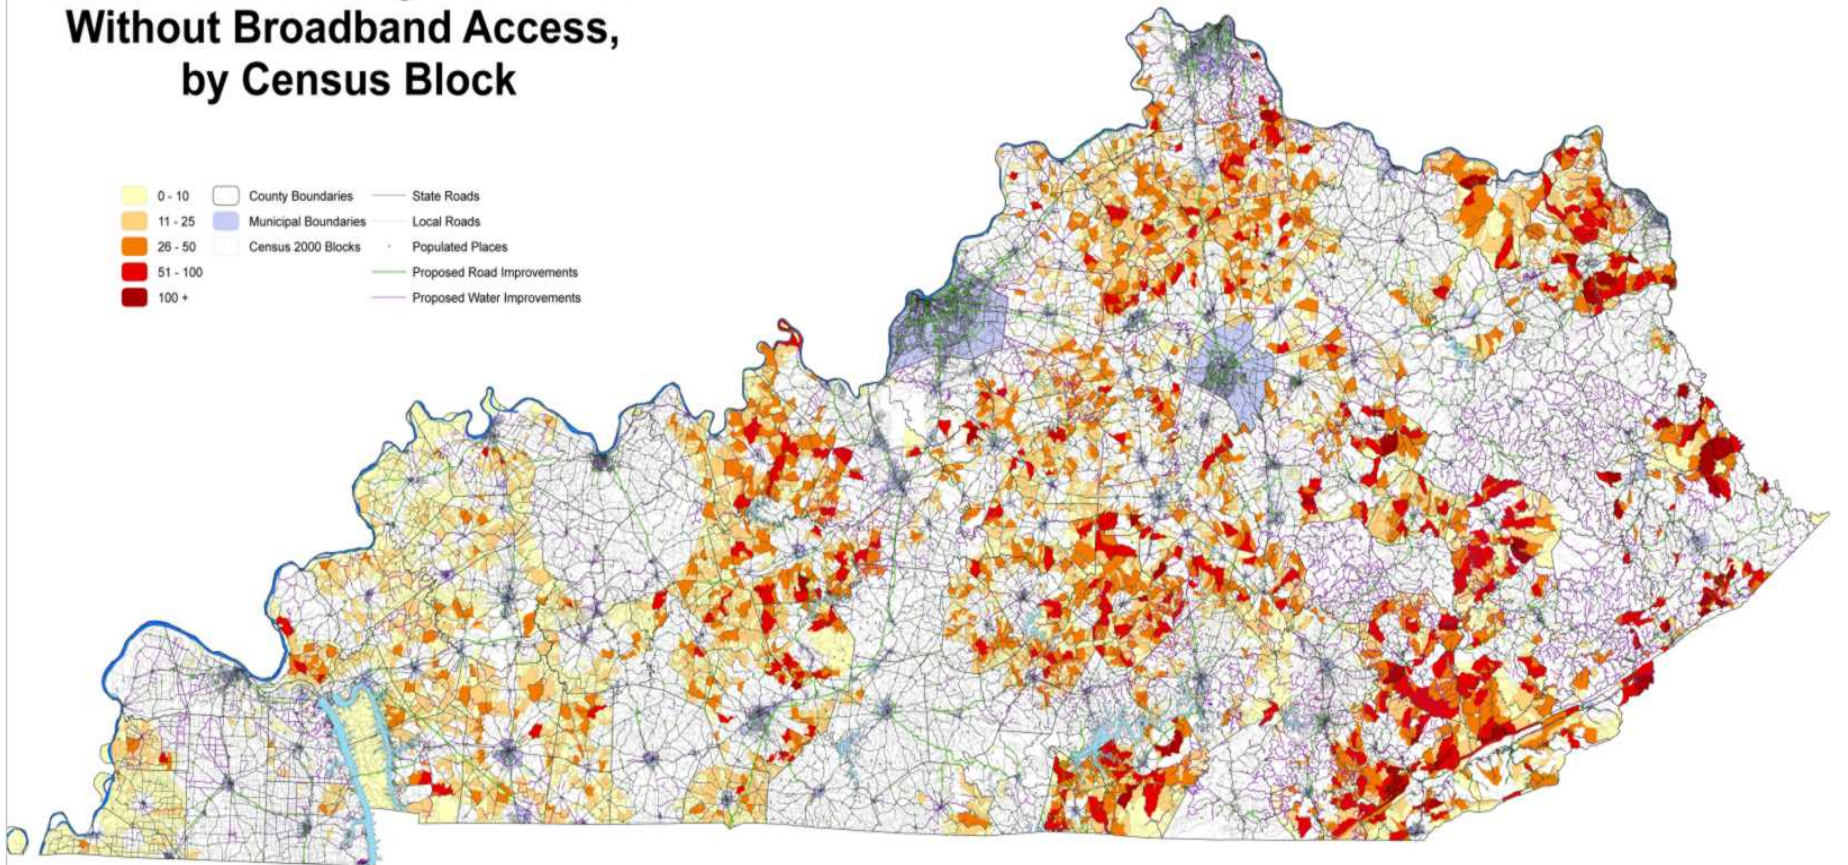 Without Broadband Access,
by Census Block
0 - 10
11 - 25
26 - 50
51 - 100
100 +
County Boundaries
Municipal Boundaries
Census 2000 Blocks
State Roads
Local Roads
Populated Places
Proposed Road Improvements
Proposed Water Improvements